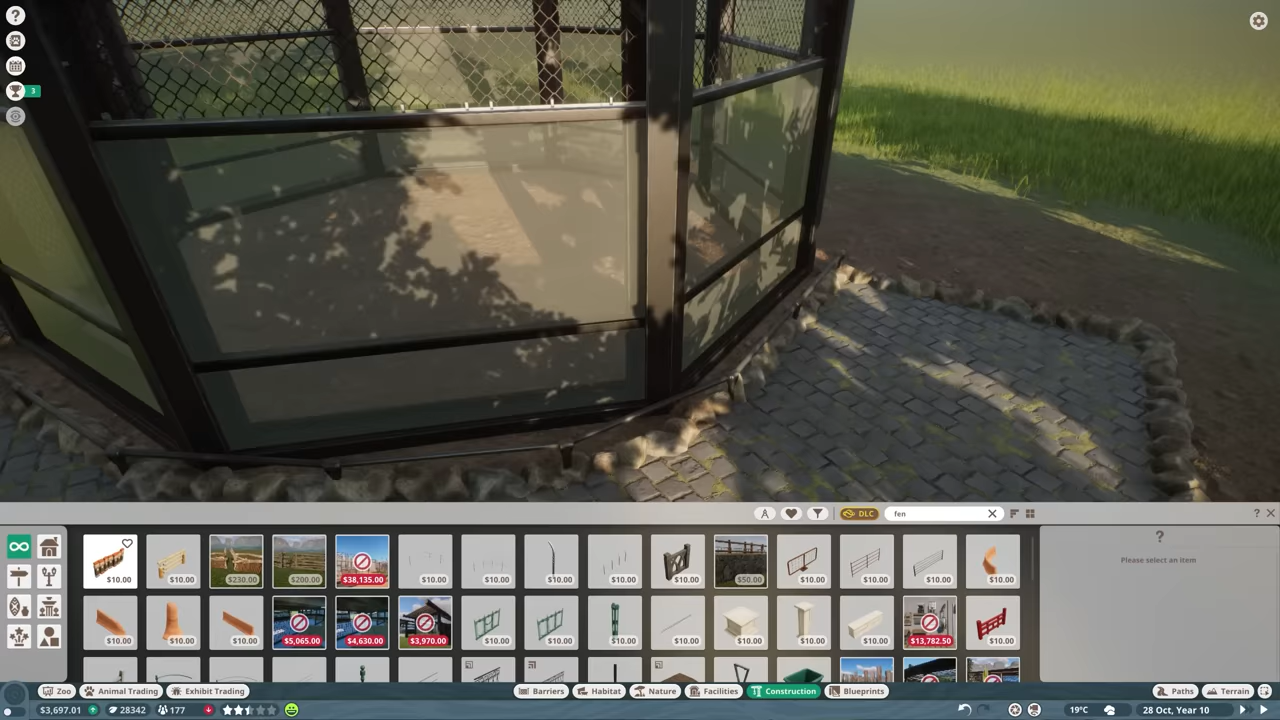 ?
3
DLC fen
?
$10.00 $10.00 $230.00 $200.00 $38,135.00 $10.00 $10.00 $10.00 $10.00 $10.00 $50.00 $10.00 $10.00 $10.00 $10.00
?
Please select an item
$10.00 $10.00 $10.00 $5,065.00 $4,630.00 $3,970.00 $10.00 $10.00 $10.00 $10.00 $10.00 $10.00 $10.00 $13,782.50 $10.00
Zoo Animal Trading Exhibit Trading Barriers Habitat Nature Facilities Construction Blueprints Paths Terrain
$3,697.01 28342 177 19°C 28 Oct, Year 10